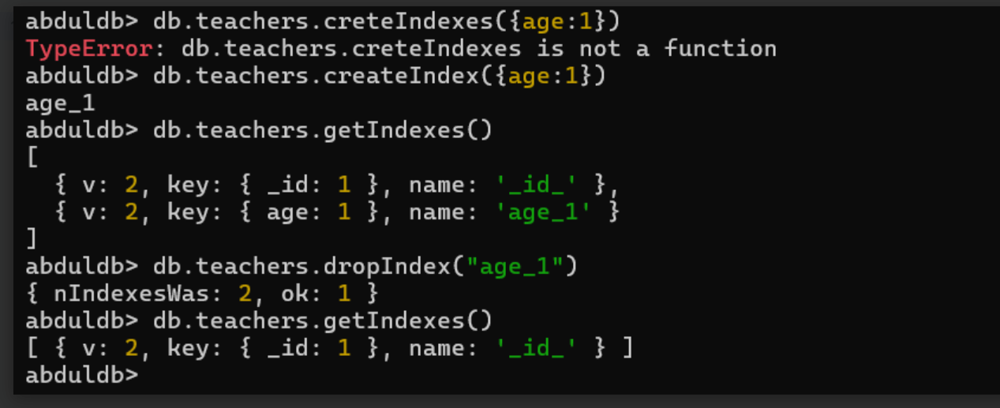 abduldb> db.teachers.creteIndexes({age:1})
TypeError: db.teachers.creteIndexes is not a function
abduldb> db.teachers.createIndex({age:1})
age_1
abduldb> db.teachers.getIndexes()
[
  { v: 2, key: { _id: 1 }, name: '_id_' },
  { v: 2, key: { age: 1 }, name: 'age_1' }
]
abduldb> db.teachers.dropIndex("age_1")
{ nIndexesWas: 2, ok: 1 }
abduldb> db.teachers.getIndexes()
[ { v: 2, key: { _id: 1 }, name: '_id_' } ]
abduldb>